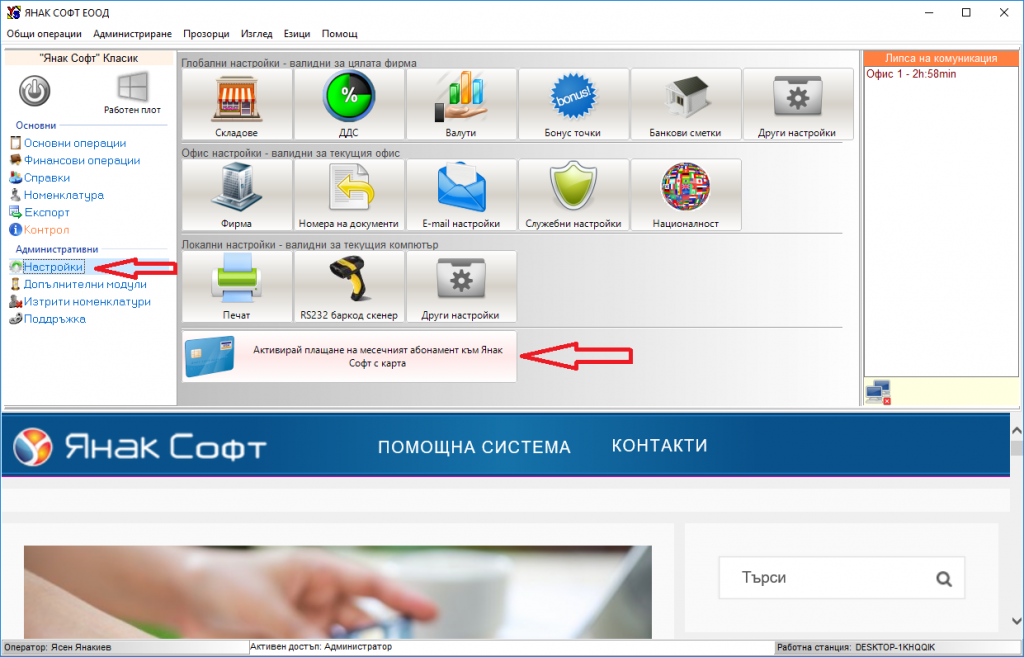 ЯНАК СОФТ ЕООД
Общи операции Администриране Прозорци Изглед Езици Помощ
"Янак Софт" Класик
Работен плот
Основни
Основни операции
Финансови операции
Справки
Номенклатура
Експорт
Контрол
Административни
Настройки
Допълнителни модули
Изтрити номенклатури
Поддръжка
Глобални настройки - валидни за цялата фирма
%
bonus!
Складове ДДС Валути Бонус точки Банкови сметки Други настройки
Офис настройки - валидни за текущия офис
Фирма Номера на документи E-mail настройки Служебни настройки Националност
Локални настройки - валидни за текущия компютър
Печат RS232 баркод скенер Други настройки
Активирай плащане на месечният абонамент към Янак
Софт с карта
Липса на комуникация
Офис 1 - 2h:58min
Янак Софт ПОМОЩНА СИСТЕМА КОНТАКТИ
Търси
Оператор: Ясен Янакиев Активен достъп: Администратор Работна станция: DESKTOP-1KHQQIK